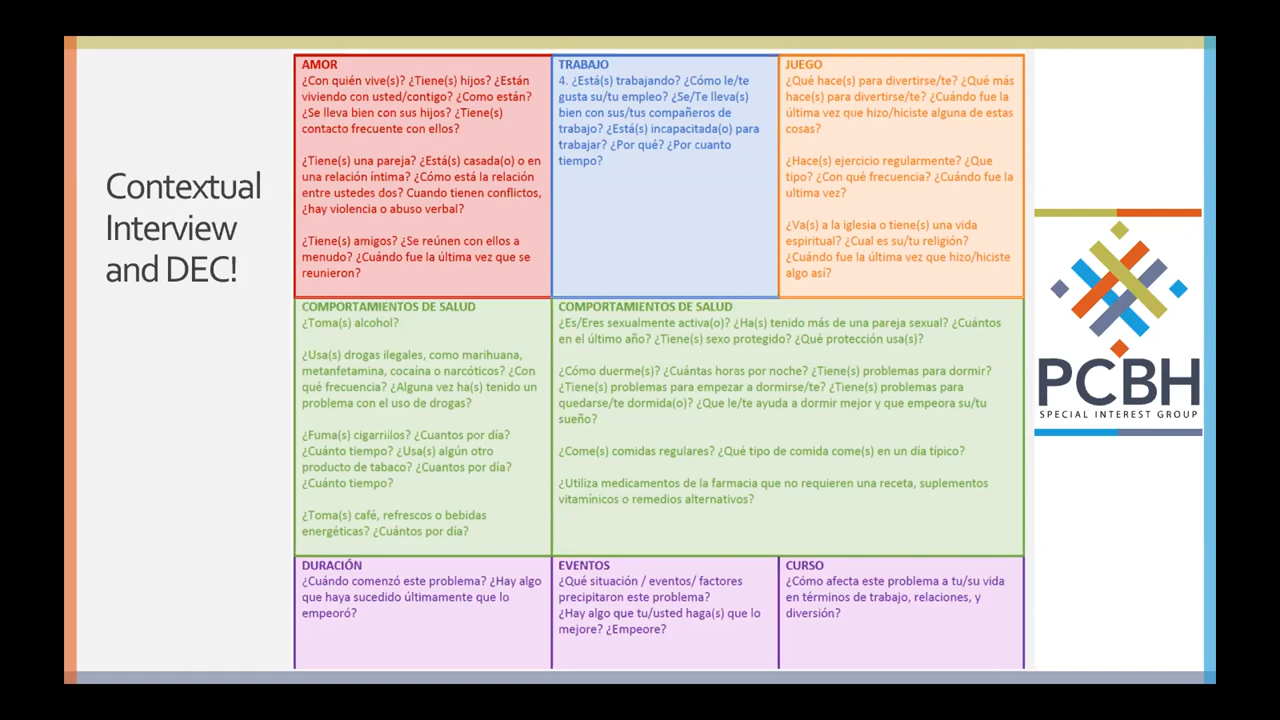 Contextual
Interview
and DEC!
AMOR
¿Con quién vive(s)? ¿Tiene(s) hijos? ¿Están
viviendo con usted/contigo? ¿Como están?
¿Se lleva bien con sus hijos? ¿Tiene(s)
contacto frecuente con ellos?
¿Tiene(s) una pareja? ¿Está(s) casada(o) o en
una relación íntima? ¿Cómo está la relación
entre ustedes dos? Cuando tienen conflictos,
¿hay violencia o abuso verbal?
¿Tiene(s) amigos? ¿Se reúnen con ellos a
menudo? ¿Cuándo fue la última vez que se
reunieron?
TRABAJO
4. ¿Está(s) trabajando? ¿Cómo le/te
gusta su/tu empleo? ¿Se/Te lleva(s)
bien con sus/tus compañeros de
trabajo? ¿Está(s) incapacitada(o) para
trabajar? ¿Por qué? ¿Por cuanto
tiempo?
JUEGO
¿Qué hace(s) para divertirse/te? ¿Qué más
hace(s) para divertirse/te? ¿Cuándo fue la
última vez que hizo/hiciste alguna de estas
cosas?
¿Hace(s) ejercicio regularmente? ¿Que
tipo? ¿Con qué frecuencia? ¿Cuándo fue la
ultima vez?
¿Va(s) a la iglesia o tiene(s) una vida
espiritual? ¿Cual es su/tu religión?
¿Cuándo fue la última vez que hizo/hiciste
algo así?
COMPORTAMIENTOS DE SALUD
¿Toma(s) alcohol?
¿Usa(s) drogas ilegales, como marihuana,
metanfetamina, cocaína o narcóticos? ¿Con
qué frecuencia? ¿Alguna vez ha(s) tenido un
problema con el uso de drogas?
¿Fuma(s) cigarrillos? ¿Cuantos por día?
¿Cuánto tiempo? ¿Usa(s) algún otro
producto de tabaco? ¿Cuantos por día?
¿Cuánto tiempo?
¿Toma(s) café, refrescos o bebidas
energéticas? ¿Cuántos por día?
COMPORTAMIENTOS DE SALUD
¿Es/Eres sexualmente activa(o)? ¿Ha(s) tenido más de una pareja sexual? ¿Cuántos
en el último año? ¿Tiene(s) sexo protegido? ¿Qué protección usa(s)?
¿Cómo duerme(s)? ¿Cuántas horas por noche? ¿Tiene(s) problemas para dormir?
¿Tiene(s) problemas para empezar a dormirse/te? ¿Tiene(s) problemas para
quedarse/te dormida(o)? ¿Que le/te ayuda a dormir mejor y que empeora su/tu
sueño?
¿Come(s) comidas regulares? ¿Qué tipo de comida come(s) en un día típico?
¿Utiliza medicamentos de la farmacia que no requieren una receta, suplementos
vitamínicos o remedios alternativos?
DURACIÓN
¿Cuándo comenzó este problema? ¿Hay algo
que haya sucedido últimamente que lo
empeoró?
EVENTOS
¿Qué situación / eventos/ factores
precipitaron este problema?
¿Hay algo que tu/usted haga(s) que lo
mejore? ¿Empeore?
CURSO
¿Cómo afecta este problema a tu/su vida
en términos de trabajo, relaciones, y
diversión?
PCBH
SPECIAL INTEREST GROUP